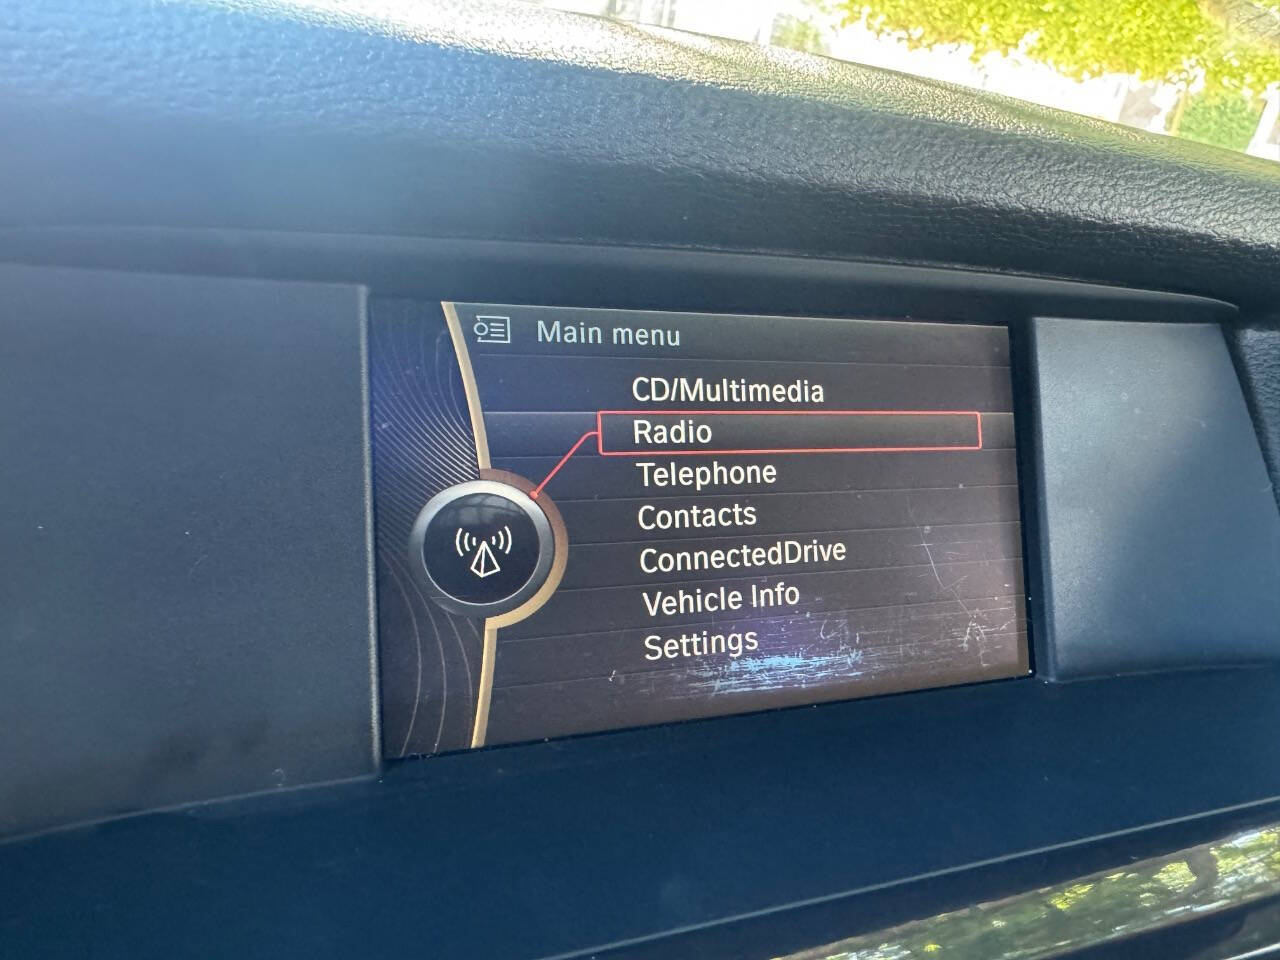 Main menu
CD/Multimedia
Radio
Telephone
Contacts
ConnectedDrive
Vehicle Info
Settings